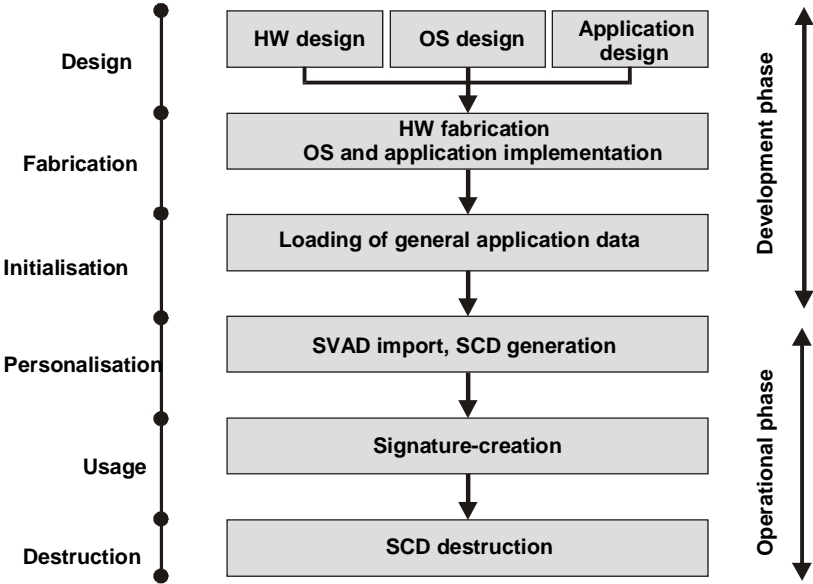 Design
HW design
OS design
Application
design
Fabrication
HW fabrication
OS and application implementation
Initialisation
Loading of general application data
Development phase
Personalisation
SVAD import, SCD generation
Usage
Signature-creation
Destruction
SCD destruction
Operational phase